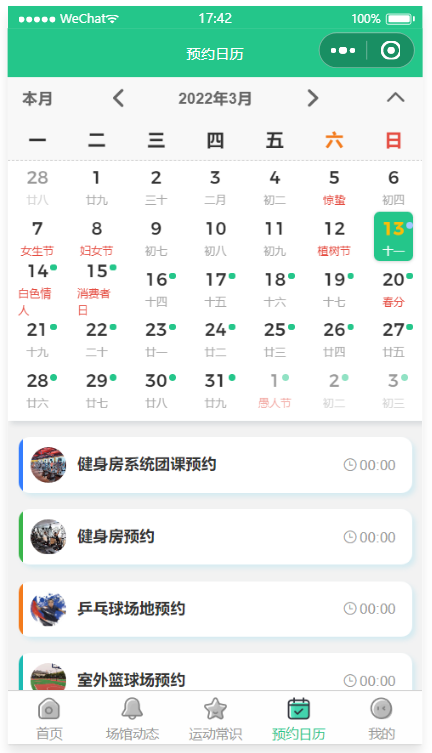 WeChat 17:42 100%
预约日历
本月 2022年3月
一 二 三 四 五 六 日
28 1 2 3 4 5 6
廿八 廿九 三十 二月 初二 惊蛰 初四
7 8 9 10 11 12 13
女生节 妇女节 初七 初八 初九 植树节 十一
14 15 16 17 18 19 20
白色情人 消费者日 十四 十五 十六 十七 春分
21 22 23 24 25 26 27
十九 二十 廿一 廿二 廿三 廿四 廿五
28 29 30 31 1 2 3
廿六 廿七 廿八 廿九 愚人节 初二 初三
健身房系统团课预约 00:00
健身房预约 00:00
乒乓球场地预约 00:00
室外篮球场预约 00:00
首页 场馆动态 运动常识 预约日历 我的